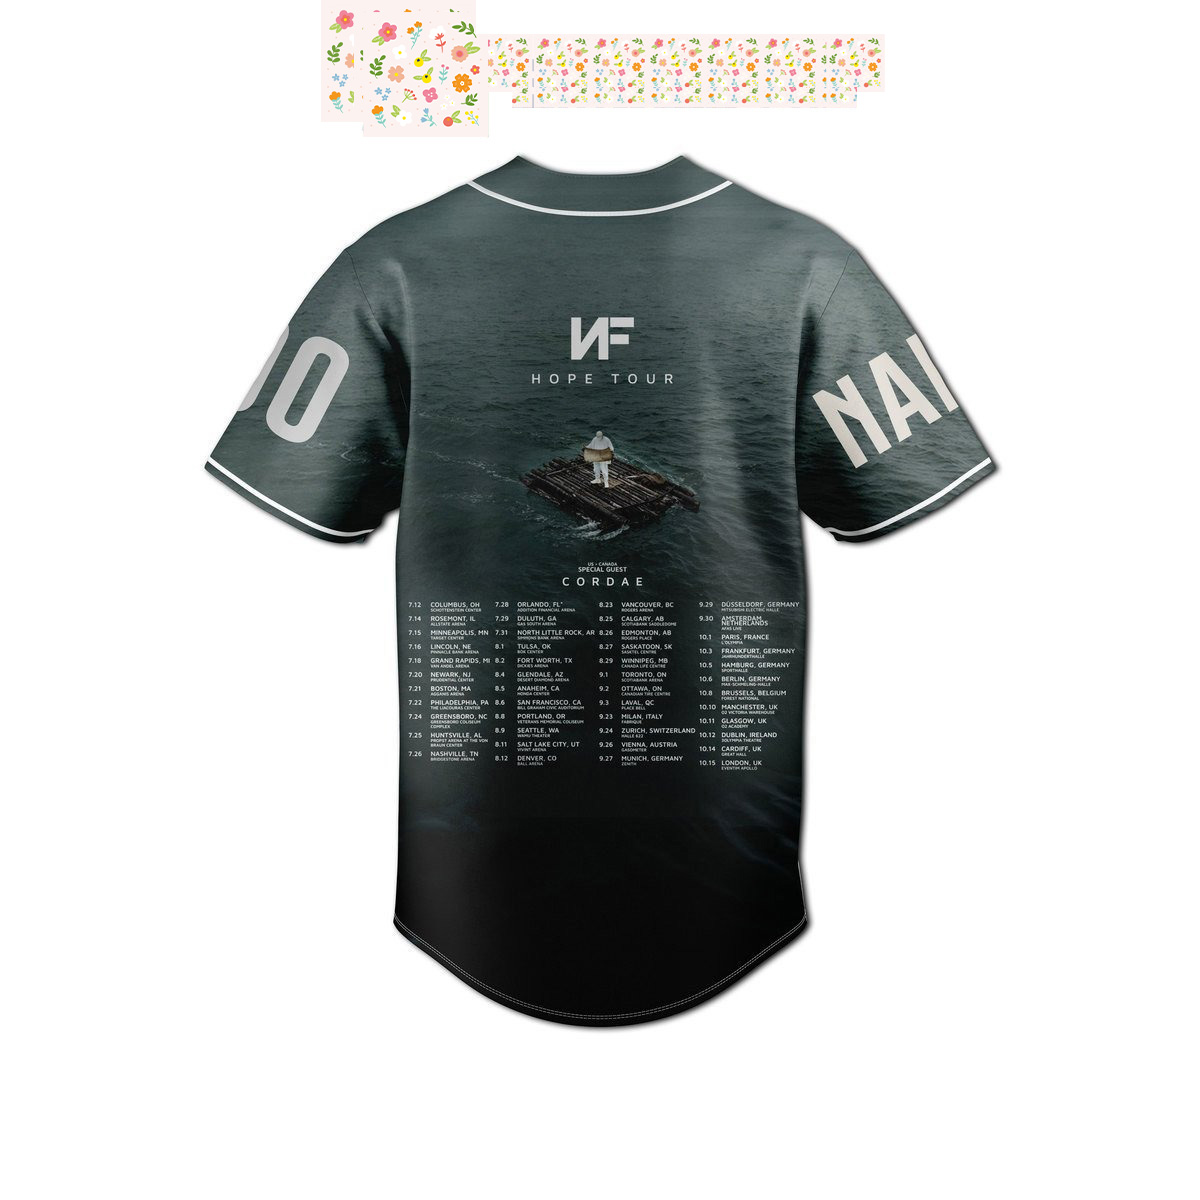 NF
HOPE TOUR
00
NAI
US + CANADA
SPECIAL GUEST
CORDAE
7.12 COLUMBUS, OH
SCHOTTENSTEIN CENTER
7.14 ROSEMONT, IL
ALLSTATE ARENA
7.15 MINNEAPOLIS, MN
TARGET CENTER
7.16 LINCOLN, NE
PINNACLE BANK ARENA
7.18 GRAND RAPIDS, MI
VAN ANDEL ARENA
7.20 NEWARK, NJ
PRUDENTIAL CENTER
7.21 BOSTON, MA
AGGANIS ARENA
7.22 PHILADELPHIA, PA
THE LIACOURAS CENTER
7.24 GREENSBORO, NC
GREENSBORO COLISEUM
COMPLEX
7.25 HUNTSVILLE, AL
PROPST ARENA AT THE VON
BRAUN CENTER
7.26 NASHVILLE, TN
BRIDGESTONE ARENA
7.28 ORLANDO, FL*
ADDITION FINANCIAL ARENA
7.29 DULUTH, GA
GAS SOUTH ARENA
7.31 NORTH LITTLE ROCK, AR
SIMMONS BANK ARENA
8.1 TULSA, OK
BOK CENTER
8.2 FORT WORTH, TX
DICKIES ARENA
8.4 GLENDALE, AZ
DESERT DIAMOND ARENA
8.5 ANAHEIM, CA
HONDA CENTER
8.6 SAN FRANCISCO, CA
BILL GRAHAM CIVIC AUDITORIUM
8.8 PORTLAND, OR
VETERANS MEMORIAL COLISEUM
8.9 SEATTLE, WA
WAMU THEATER
8.11 SALT LAKE CITY, UT
VIVINT ARENA
8.12 DENVER, CO
BALL ARENA
8.23 VANCOUVER, BC
ROGERS ARENA
8.25 CALGARY, AB
SCOTIABANK SADDLEDOME
8.26 EDMONTON, AB
ROGERS PLACE
8.27 SASKATOON, SK
SASKTEL CENTRE
8.29 WINNIPEG, MB
CANADA LIFE CENTRE
9.1 TORONTO, ON
SCOTIABANK ARENA
9.2 OTTAWA, ON
CANADIAN TIRE CENTRE
9.3 LAVAL, QC
PLACE BELL
9.23 MILAN, ITALY
FABRIQUE
9.24 ZURICH, SWITZERLAND
HALLE 622
9.26 VIENNA, AUSTRIA
GASOMETER
9.27 MUNICH, GERMANY
ZENITH
9.29 DÜSSELDORF, GERMANY
MITSUBISHI ELECTRIC HALLE
9.30 AMSTERDAM,
NETHERLANDS
AFAS LIVE
10.1 PARIS, FRANCE
L'OLYMPIA
10.3 FRANKFURT, GERMANY
JAHRHUNDERTHALLE
10.5 HAMBURG, GERMANY
SPORTHALLE
10.6 BERLIN, GERMANY
MAX-SCHMELING-HALLE
10.8 BRUSSELS, BELGIUM
FOREST NATIONAL
10.10 MANCHESTER, UK
O2 VICTORIA WAREHOUSE
10.11 GLASGOW, UK
O2 ACADEMY
10.12 DUBLIN, IRELAND
3OLYMPIA THEATRE
10.14 CARDIFF, UK
GREAT HALL
10.15 LONDON, UK
EVENTIM APOLLO